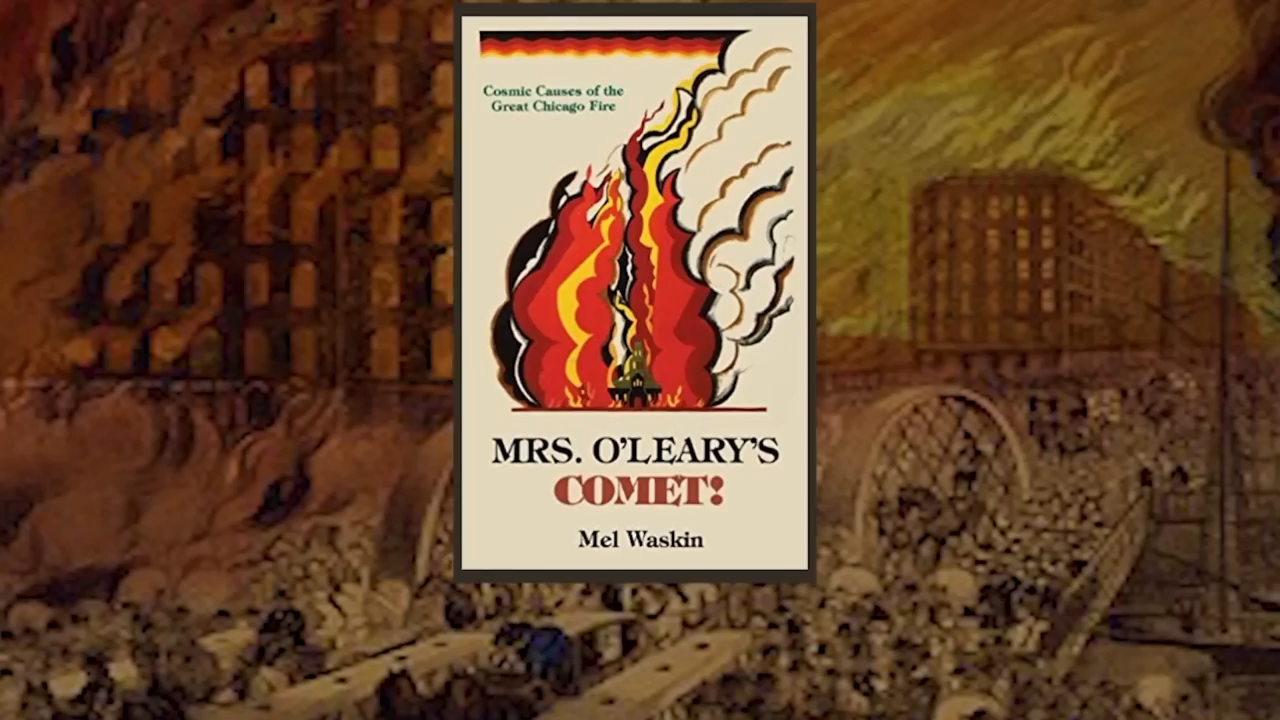 Cosmic Causes of the
Great Chicago Fire
MRS. O'LEARY'S
COMET!
Mel Waskin